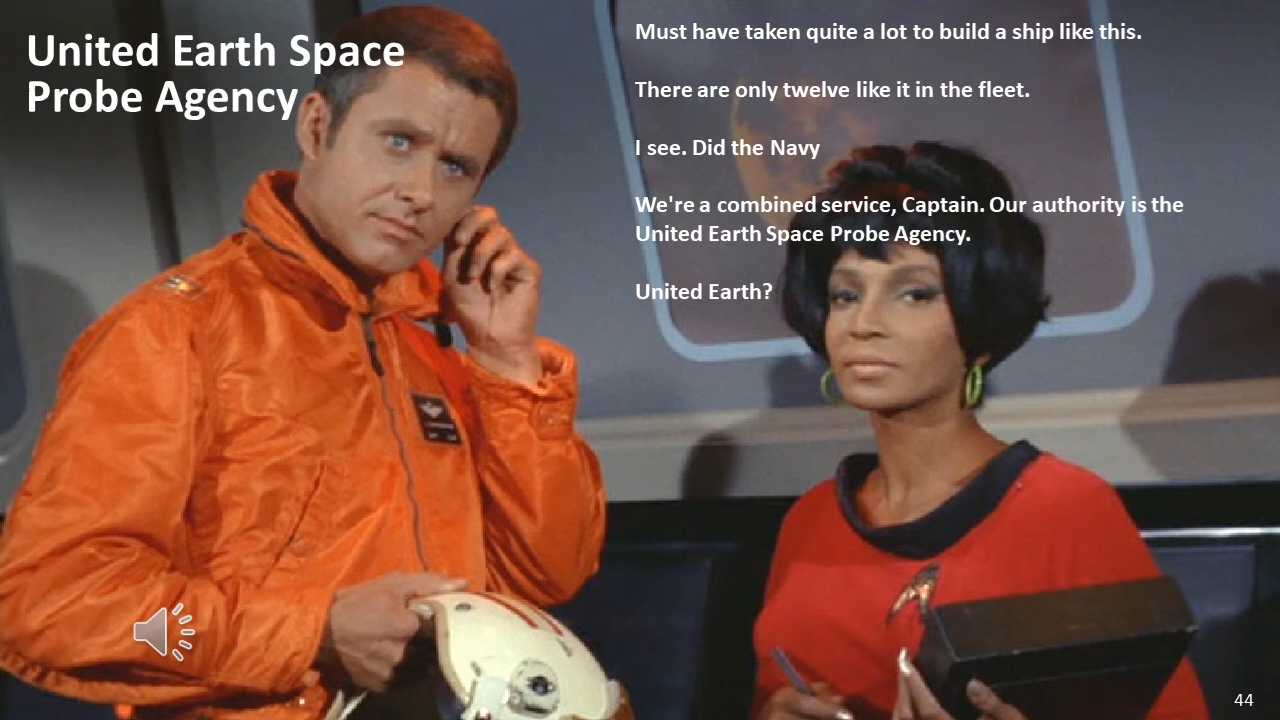 United Earth Space
Probe Agency
Must have taken quite a lot to build a ship like this.
There are only twelve like it in the fleet.
I see. Did the Navy
We're a combined service, Captain. Our authority is the
United Earth Space Probe Agency.
United Earth?
44